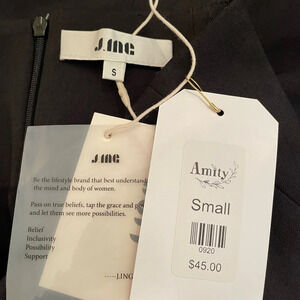 J.ING
S
J.ING
Be the lifestyle brand that best understand
the mind and body of women.
Pass on true beliefs, tap the grace and
and let them see more possibilities.
Belief
Inclusivity
Possibility
Support
-----J.ING
Amity
Small
0920
$45.00